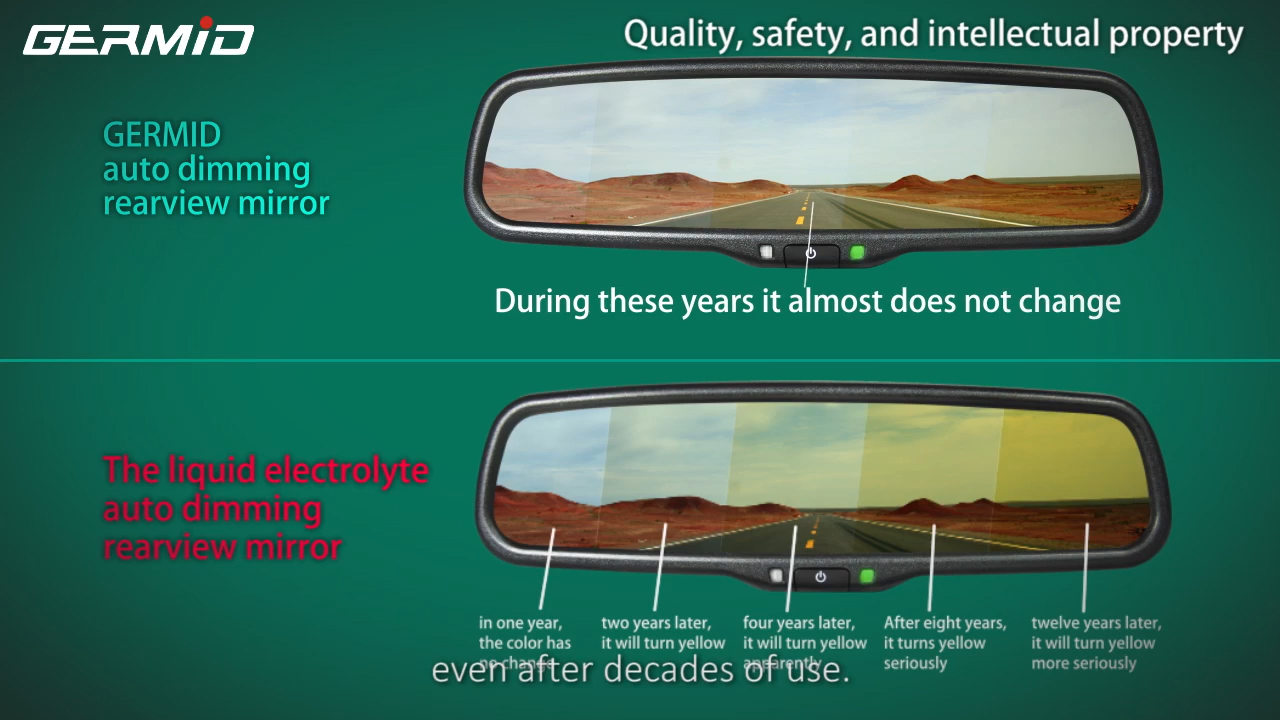 GERMID
Quality, safety, and intellectual property
GERMID
auto dimming
rearview mirror
During these years it almost does not change
The liquid electrolyte
auto dimming
rearview mirror
in one year,
the color has
no change
two years later,
it will turn yellow
four years later,
it will turn yellow
apparently
After eight years,
it turns yellow
seriously
twelve years later,
it will turn yellow
more seriously
even after decades of use.